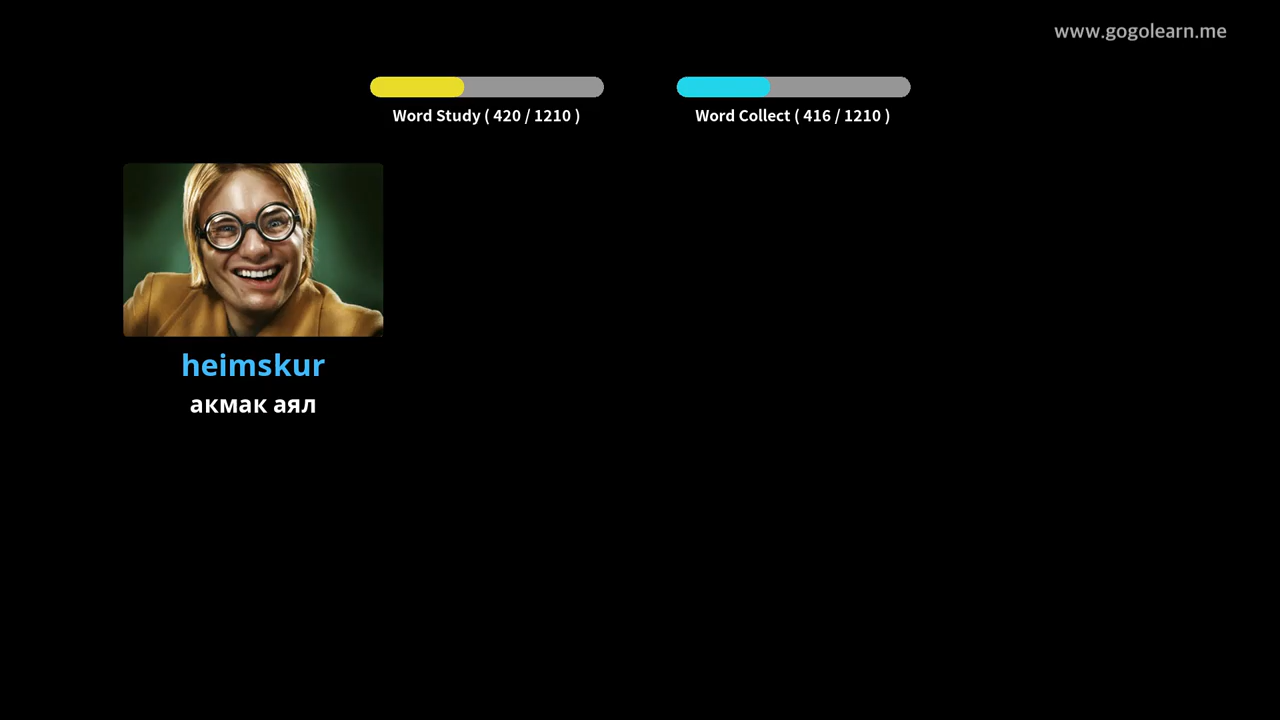 www.gogolearn.me
Word Study ( 420 / 1210 )
Word Collect ( 416 / 1210 )
heimskur
акмак аял